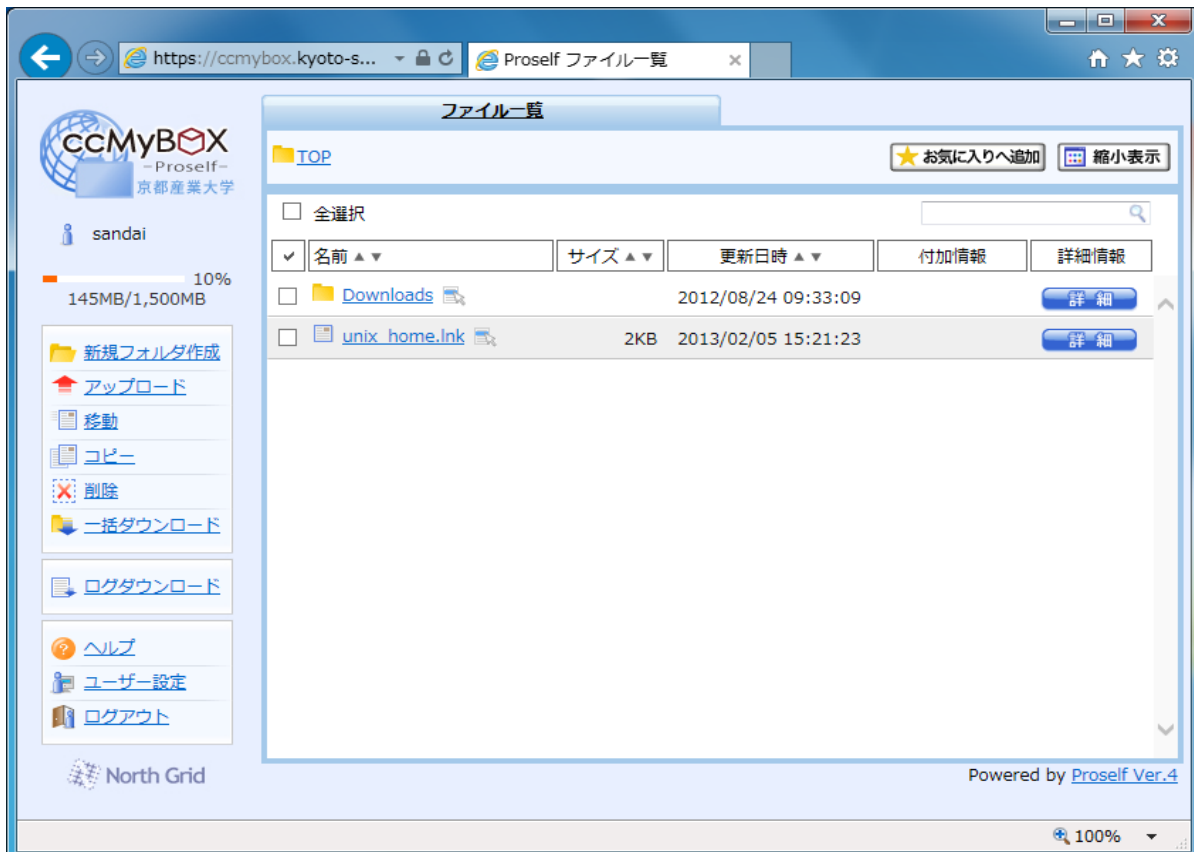 https://ccmybox.kyoto-s...
Proself ファイル一覧
ccMyBOX
-Proself-
京都産業大学
sandai
10%
145MB/1,500MB
新規フォルダ作成
アップロード
移動
コピー
削除
一括ダウンロード
ログダウンロード
ヘルプ
ユーザー設定
ログアウト
North Grid
ファイル一覧
TOP
お気に入りへ追加 縮小表示
全選択
名前▲▼ サイズ▲▼ 更新日時▲▼ 付加情報 詳細情報
Downloads 2012/08/24 09:33:09 詳 細
unix_home.lnk 2KB 2013/02/05 15:21:23 詳 細
Powered by Proself Ver.4
100%